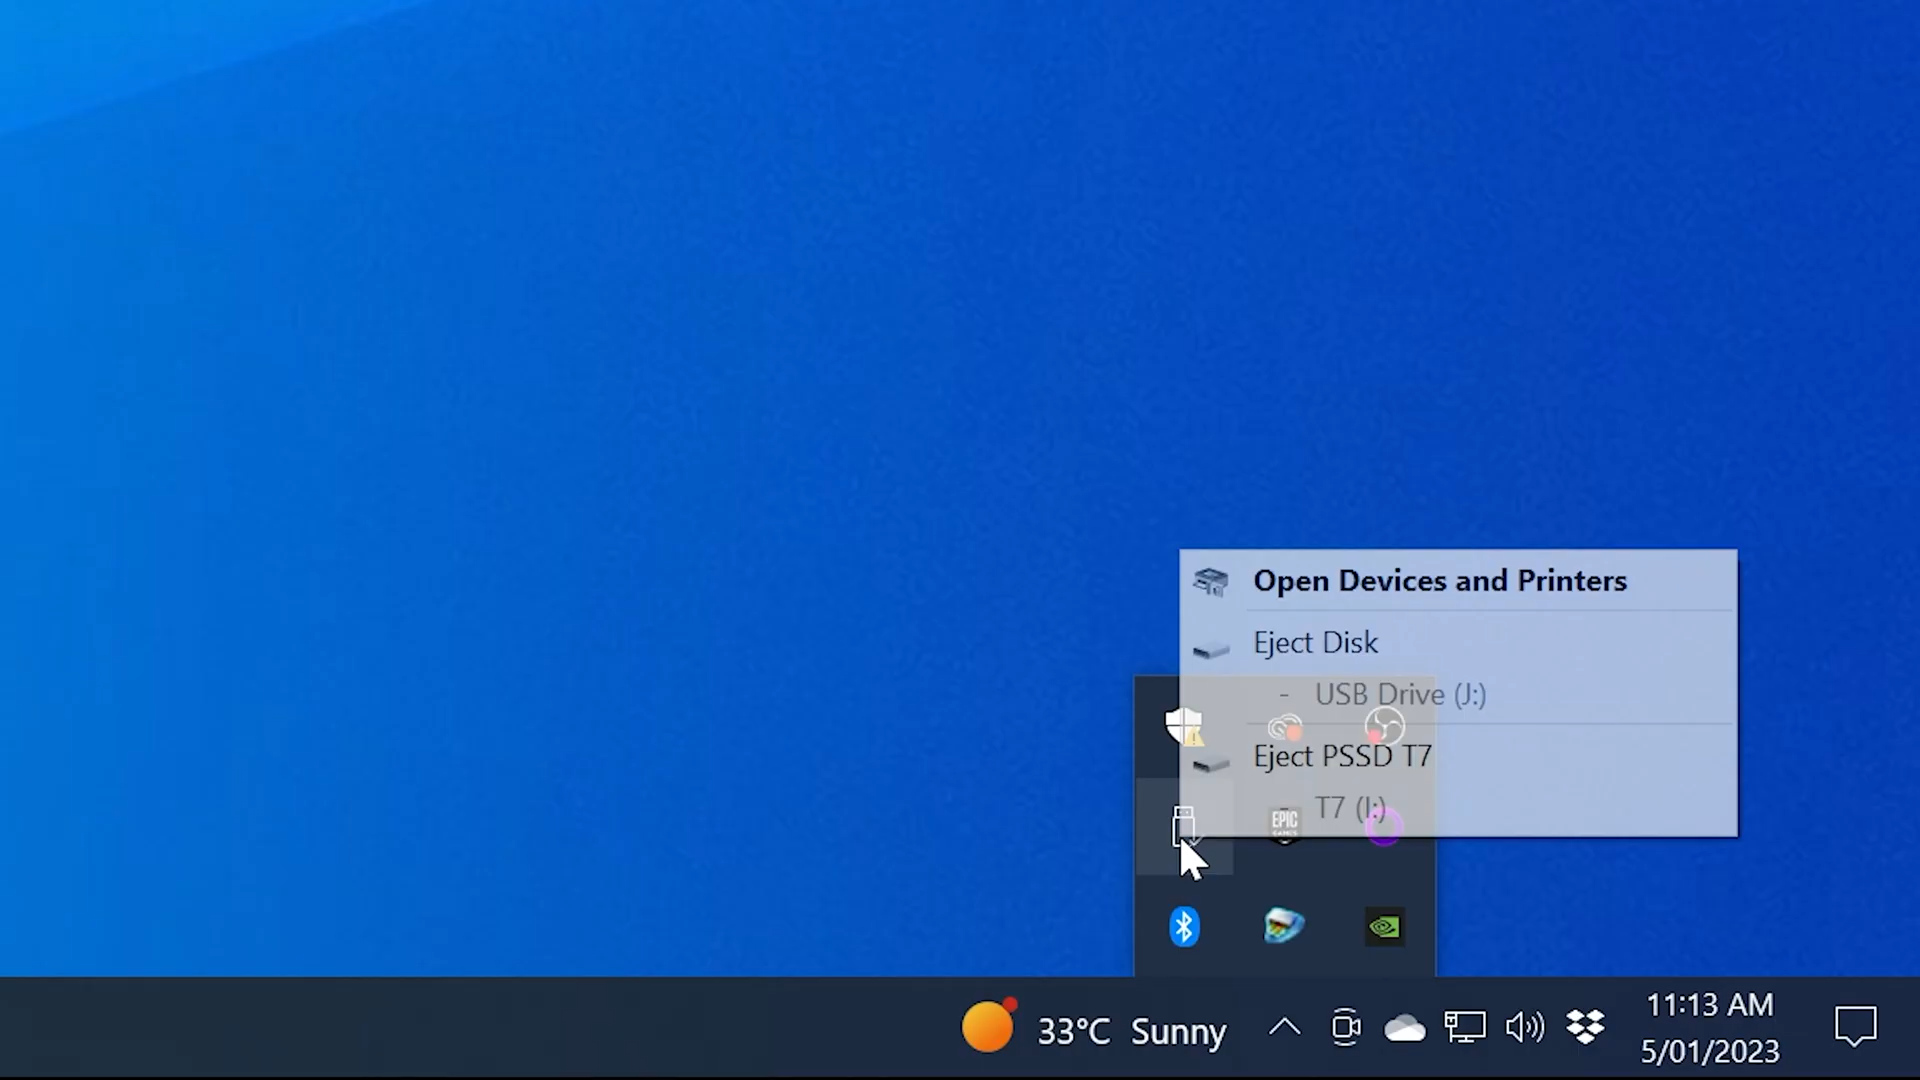 Open Devices and Printers
Eject Disk
- USB Drive (J:)
Eject PSSD T7
- T7 (I:)
EPIC
GAMES
33°C Sunny
11:13 AM
5/01/2023